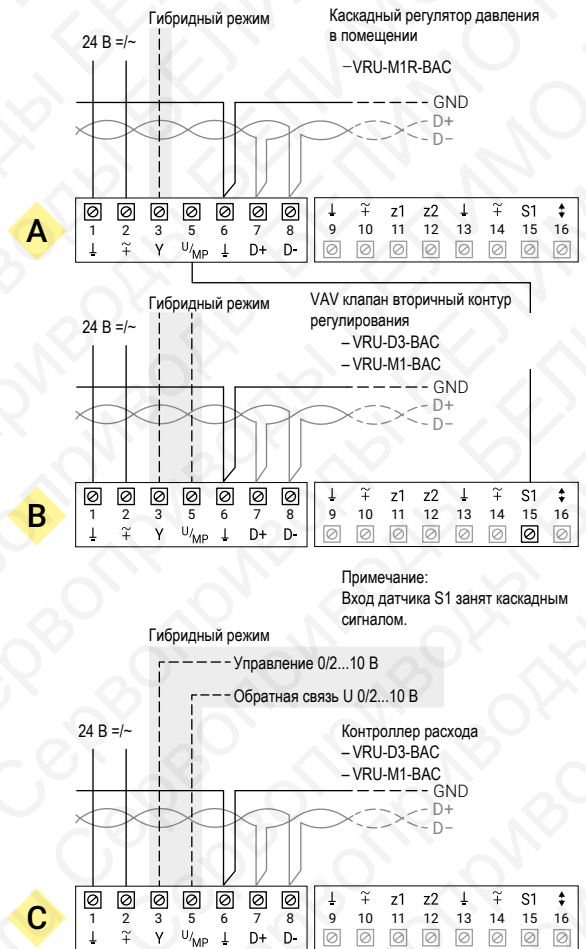 Гибридный режим
Каскадный регулятор давления
в помещении
–VRU-M1R-BAC
24 В =/~
GND
D+
D−
A
1 2 3 5 6 7 8
⏚ ~̅ Y U/MP ⏚ D+ D-
⏚ ~̅ z1 z2 ⏚ ~̅ S1 ↕
9 10 11 12 13 14 15 16
Гибридный режим
VAV клапан вторичный контур
регулирования
– VRU-D3-BAC
– VRU-M1-BAC
24 В =/~
GND
D+
D−
B
1 2 3 5 6 7 8
⏚ ~̅ Y U/MP ⏚ D+ D-
⏚ ~̅ z1 z2 ⏚ ~̅ S1 ↕
9 10 11 12 13 14 15 16
Примечание:
Вход датчика S1 занят каскадным
сигналом.
Гибридный режим
Управление 0/2...10 В
Обратная связь U 0/2...10 В
24 В =/~
Контроллер расхода
– VRU-D3-BAC
– VRU-M1-BAC
GND
D+
D−
C
1 2 3 5 6 7 8
⏚ ~̅ Y U/MP ⏚ D+ D-
⏚ ~̅ z1 z2 ⏚ ~̅ S1 ↕
9 10 11 12 13 14 15 16